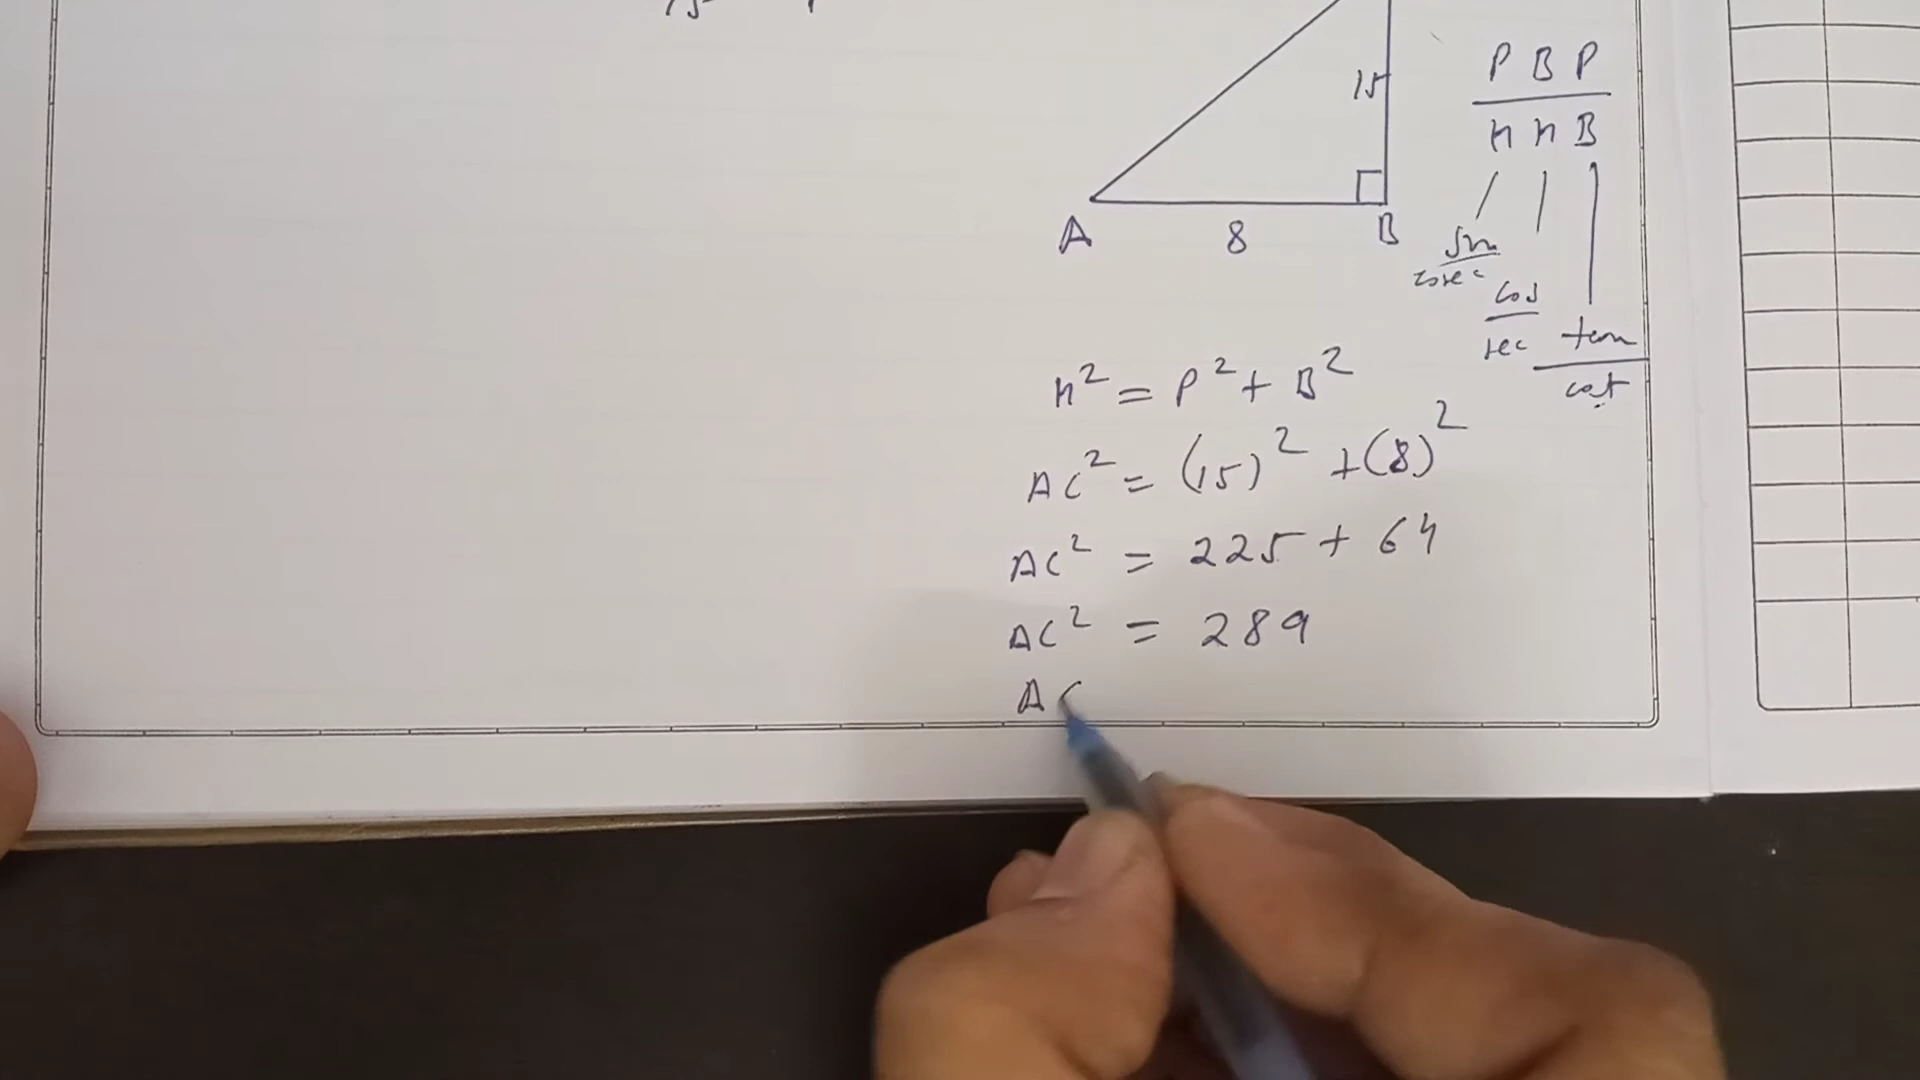 15
P B P
H H B
A 8 B
sin
cosec
cos
sec
tan
cot
H² = P² + B²
AC² = (15)² + (8)²
AC² = 225 + 64
AC² = 289
AC